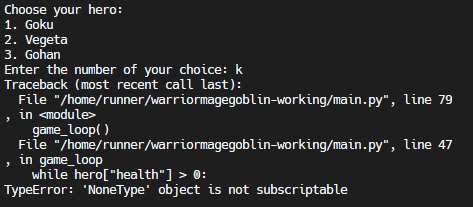 Choose your hero:
1. Goku
2. Vegeta
3. Gohan
Enter the number of your choice: k
Traceback (most recent call last):
  File "/home/runner/warriormagegoblin-working/main.py", line 79
, in <module>
    game_loop()
  File "/home/runner/warriormagegoblin-working/main.py", line 47
, in game_loop
    while hero["health"] > 0:
TypeError: 'NoneType' object is not subscriptable